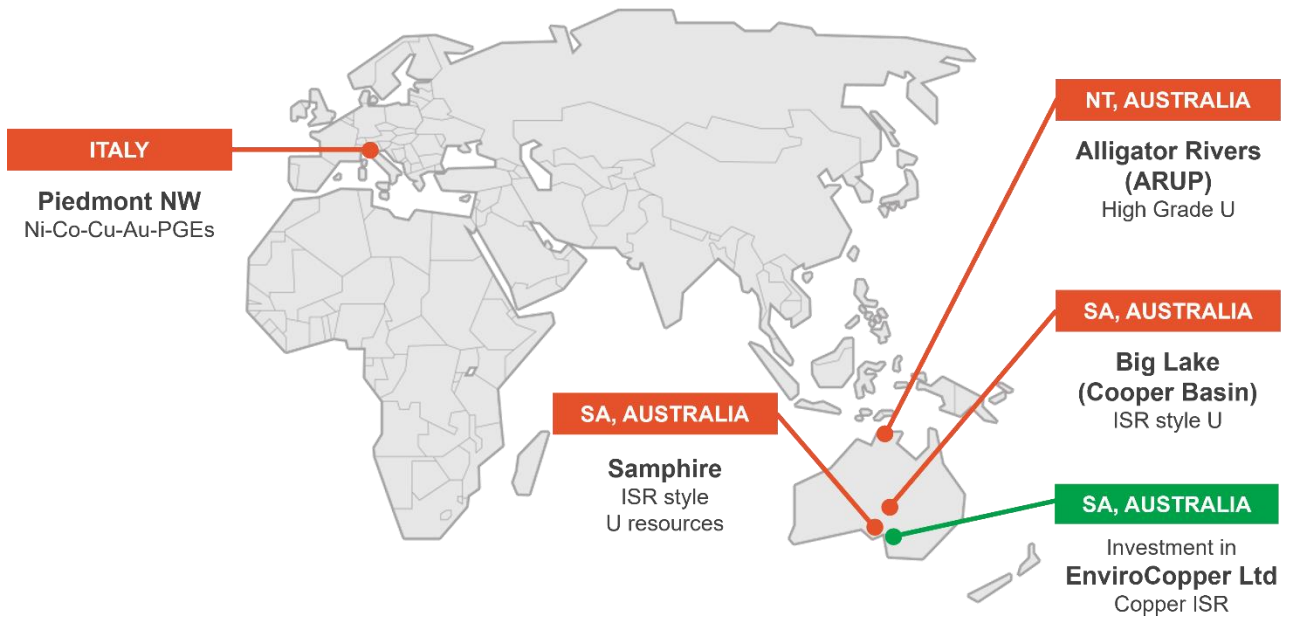 ITALY
Piedmont NW
Ni-Co-Cu-Au-PGEs
SA, AUSTRALIA
Samphire
ISR style
U resources
NT, AUSTRALIA
Alligator Rivers
(ARUP)
High Grade U
SA, AUSTRALIA
Big Lake
(Cooper Basin)
ISR style U
SA, AUSTRALIA
Investment in
EnviroCopper Ltd
Copper ISR